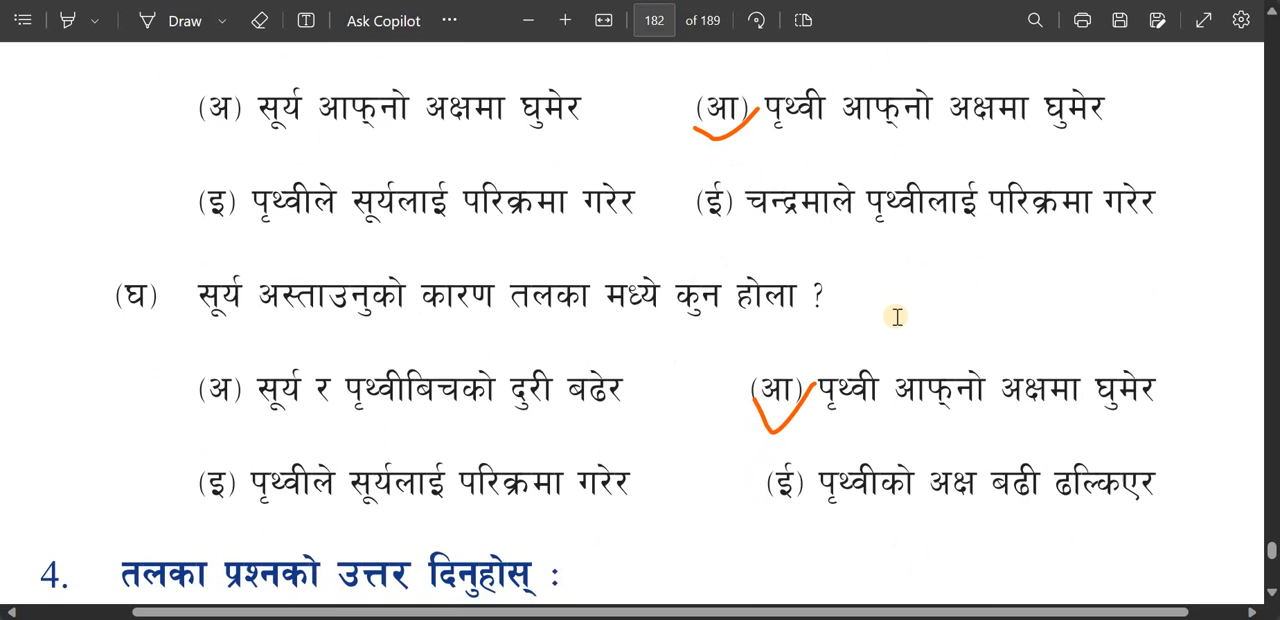 Draw Ask Copilot ... 182 of 189
(अ) सूर्य आफ्नो अक्षमा घुमेर (आ) पृथ्वी आफ्नो अक्षमा घुमेर
(इ) पृथ्वीले सूर्यलाई परिक्रमा गरेर (ई) चन्द्रमाले पृथ्वीलाई परिक्रमा गरेर
(घ) सूर्य अस्ताउनुको कारण तलका मध्ये कुन होला ?
(अ) सूर्य र पृथ्वीबिचको दुरी बढेर (आ) पृथ्वी आफ्नो अक्षमा घुमेर
(इ) पृथ्वीले सूर्यलाई परिक्रमा गरेर (ई) पृथ्वीको अक्ष बढी ढल्किएर
4. तलका प्रश्नको उत्तर दिनुहोस् :